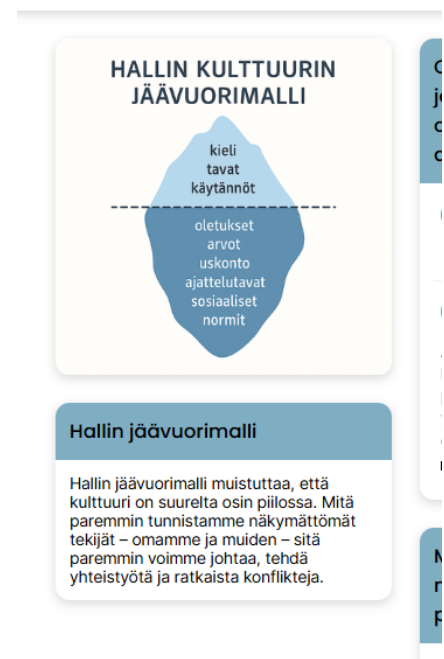 HALLIN KULTTUURIN
JÄÄVUORIMALLI
kieli
tavat
käytännöt
oletukset
arvot
uskonto
ajattelutavat
sosiaaliset
normit
Hallin jäävuorimalli
Hallin jäävuorimalli muistuttaa, että
kulttuuri on suurelta osin piilossa. Mitä
paremmin tunnistamme näkymättömät
tekijät – omamme ja muiden – sitä
paremmin voimme johtaa, tehdä
yhteistyötä ja ratkaista konflikteja.